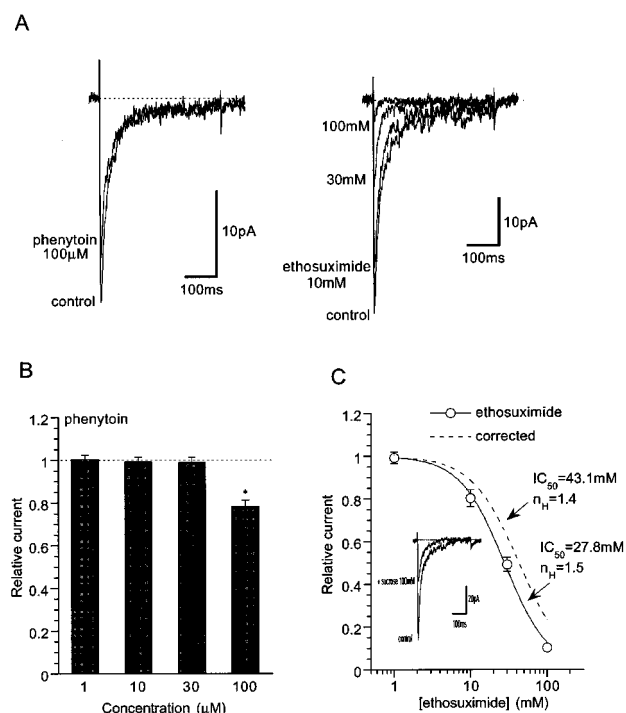 A
phenytoin
100μM
control
10pA
100ms
100mM
30mM
ethosuximide
10mM
control
10pA
100ms
B
phenytoin
*
Relative current
1.2
1
0.8
0.6
0.4
0.2
0
1 10 30 100
Concentration (μM)
C
ethosuximide
corrected
IC50=43.1mM
nH=1.4
IC50=27.8mM
nH=1.5
+ sucrose 100mM
control
20pA
100ms
Relative current
1.2
1
0.8
0.6
0.4
0.2
0
1 10 100
[ethosuximide] (mM)